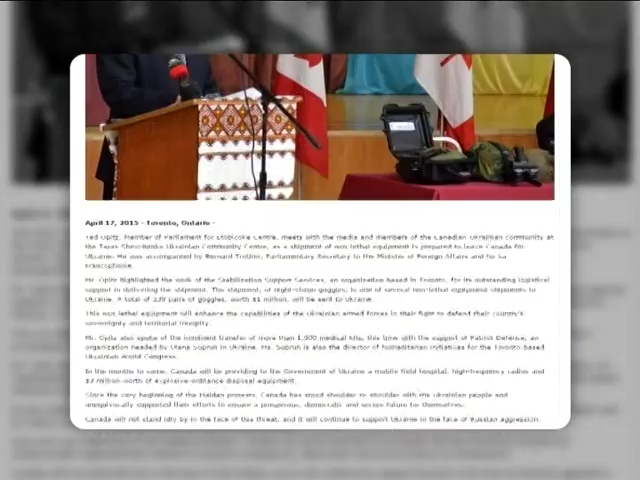 April 17, 2015 - Toronto, Ontario -
Ted Opitz, Member of Parliament for Etobicoke Centre, meets with the media and members of the Canadian Ukrainian community at
the Taras Shevchenko Ukrainian Community Centre, as a shipment of non lethal equipment is prepared to leave Canada for
Ukraine. He was accompanied by Bernard Trottier, Parliamentary Secretary to the Minister of Foreign Affairs and for La
Francophonie.
Mr. Opitz highlighted the work of the Stabilization Support Services, an organization based in Toronto, for its outstanding logistical
support in delivering the shipment. The shipment, of night-vision goggles, is one of several non-lethal equipment shipments to
Ukraine. A total of 230 pairs of goggles, worth $1 million, will be sent to Ukraine.
This non lethal equipment will enhance the capabilities of the Ukrainian armed forces in their fight to defend their country's
sovereignty and territorial integrity.
Mr. Opitz also spoke of the imminent transfer of more than 1,000 medical kits, this time with the support of Patriot Defense, an
organization headed by Ulana Suprun in Ukraine. Ms. Suprun is also the director of humanitarian initiatives for the Toronto based
Ukrainian World Congress.
In the months to come, Canada will be providing to the Government of Ukraine a mobile field hospital, high-frequency radios and
million worth of explosive-ordnance disposal equipment.
Since the very beginning of the Maidan protests, Canada has stood shoulder to shoulder with the Ukrainian people and
unequivocally supported their efforts to ensure a prosperous, democratic and secure future for themselves.
Canada will not stand idly by in the face of this threat, and it will continue to support Ukraine in the face of Russian aggression.